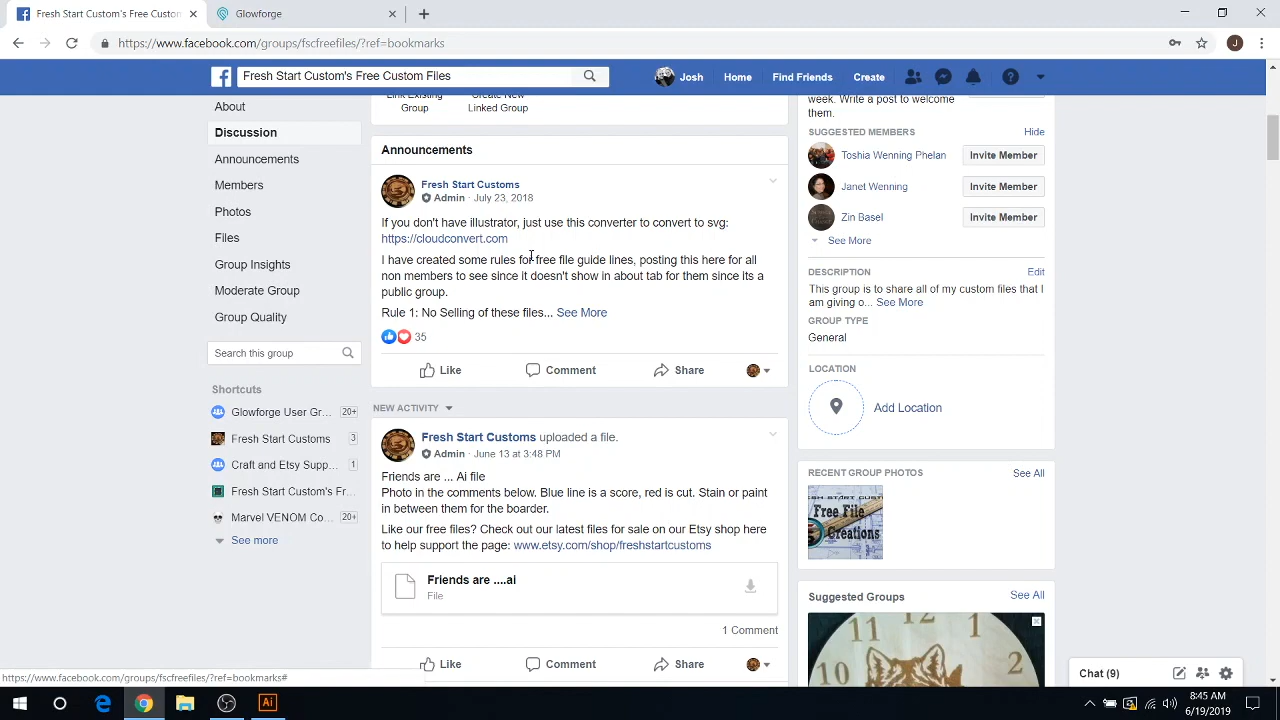 Fresh Start Custom's Free Custom
Glowforge
https://www.facebook.com/groups/fscfreefiles/?ref=bookmarks
J
Fresh Start Custom's Free Custom Files
Josh
Home
Find Friends
Create
About
Discussion
Announcements
Members
Photos
Files
Group Insights
Moderate Group
Group Quality
Search this group
Shortcuts
Glowforge User Gr... 20+
Fresh Start Customs 3
Craft and Etsy Supp... 1
Fresh Start Custom's Fr...
Marvel VENOM Co... 20+
See more
Link Existing
Group
Create New
Linked Group
Announcements
Fresh Start Customs
Admin · July 23, 2018
If you don't have illustrator, just use this converter to convert to svg:
https://cloudconvert.com
I have created some rules for free file guide lines, posting this here for all
non members to see since it doesn't show in about tab for them since its a
public group.
Rule 1: No Selling of these files... See More
35
Like
Comment
Share
NEW ACTIVITY
Fresh Start Customs uploaded a file.
Admin · June 13 at 3:48 PM
Friends are ... Ai file
Photo in the comments below. Blue line is a score, red is cut. Stain or paint
in between them for the boarder.
Like our free files? Check out our latest files for sale on our Etsy shop here
to help support the page: www.etsy.com/shop/freshstartcustoms
Friends are ....ai
File
1 Comment
Like
Comment
Share
week. Write a post to welcome
them.
SUGGESTED MEMBERS
Hide
Toshia Wenning Phelan
Invite Member
Janet Wenning
Invite Member
Zin Basel
Invite Member
See More
DESCRIPTION
Edit
This group is to share all of my custom files that I
am giving o... See More
GROUP TYPE
General
LOCATION
Add Location
RECENT GROUP PHOTOS
See All
Free File
Creations
Suggested Groups
See All
11 12 1
10 2
Chat (9)
https://www.facebook.com/groups/fscfreefiles/?ref=bookmarks#
Ai
8:45 AM
6/19/2019